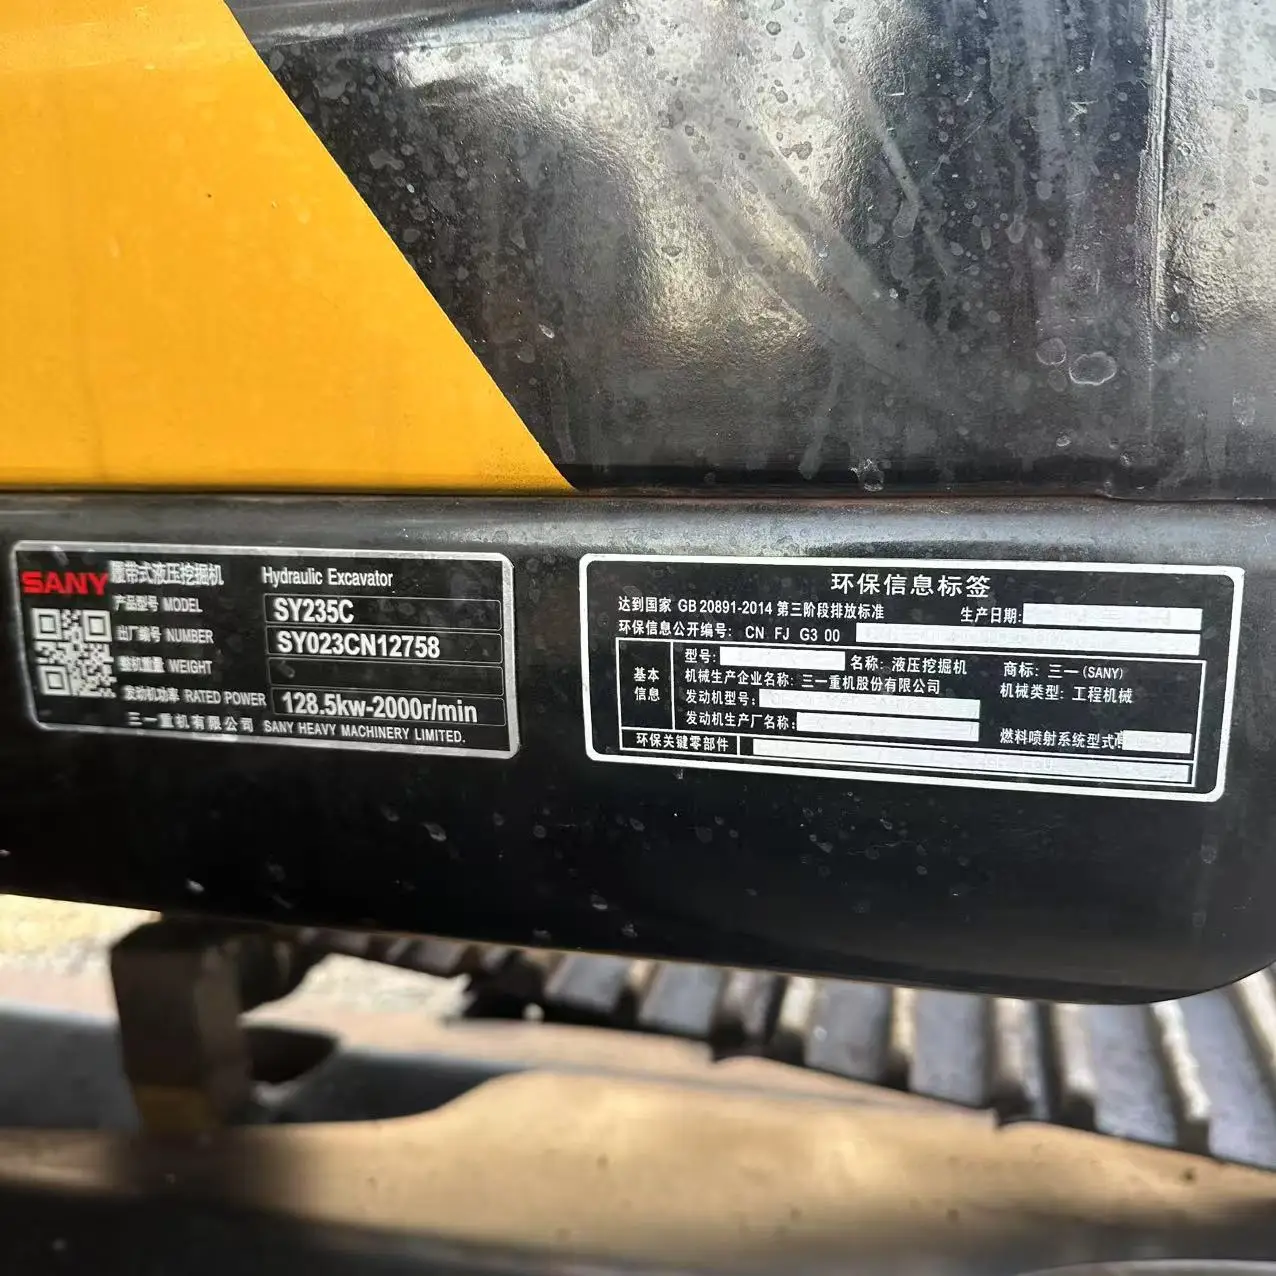 SANY 履带式液压挖掘机 Hydraulic Excavator
产品型号 MODEL SY235C
出厂编号 NUMBER SY023CN12758
整机重量 WEIGHT
发动机功率 RATED POWER 128.5kw-2000r/min
三一重机有限公司 SANY HEAVY MACHINERY LIMITED.
环保信息标签
达到国家 GB 20891-2014 第三阶段排放标准 生产日期:
环保信息公开编号: CN FJ G3 00
基本信息
型号: 名称: 液压挖掘机 商标: 三一(SANY)
机械生产企业名称: 三一重机股份有限公司 机械类型: 工程机械
发动机型号:
发动机生产厂名称: 燃料喷射系统型式
环保关键零部件